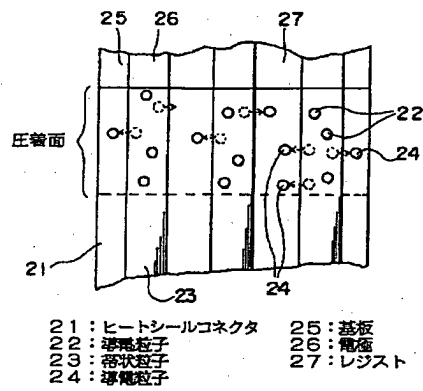 25 26 27
圧着面
22
24
21
23 24
21：ヒートシールコネクタ 25：基板
22：導電粒子 26：電極
23：帯状粒子 27：レジスト
24：導電粒子